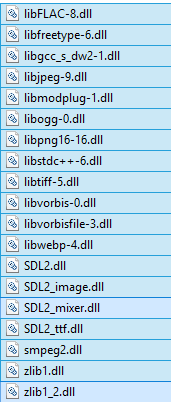 libFLAC-8.dll
libfreetype-6.dll
libgcc_s_dw2-1.dll
libjpeg-9.dll
libmodplug-1.dll
libogg-0.dll
libpng16-16.dll
libstdc++-6.dll
libtiff-5.dll
libvorbis-0.dll
libvorbisfile-3.dll
libwebp-4.dll
SDL2.dll
SDL2_image.dll
SDL2_mixer.dll
SDL2_ttf.dll
smpeg2.dll
zlib1.dll
zlib1_2.dll